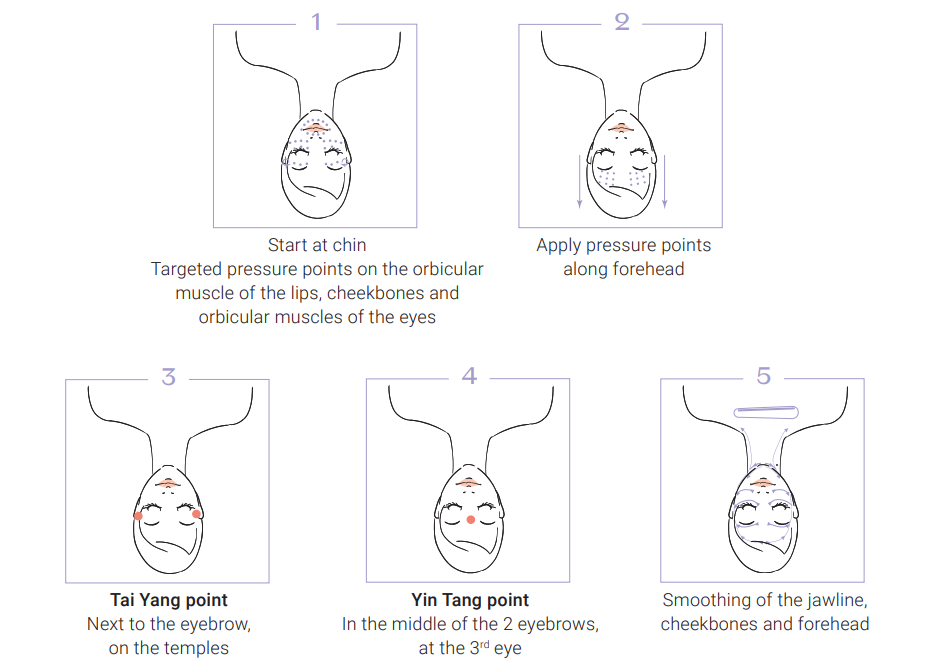 1
Start at chin
Targeted pressure points on the orbicular
muscle of the lips, cheekbones and
orbicular muscles of the eyes
2
Apply pressure points
along forehead
3
Tai Yang point
Next to the eyebrow,
on the temples
4
Yin Tang point
In the middle of the 2 eyebrows,
at the 3rd eye
5
Smoothing of the jawline,
cheekbones and forehead